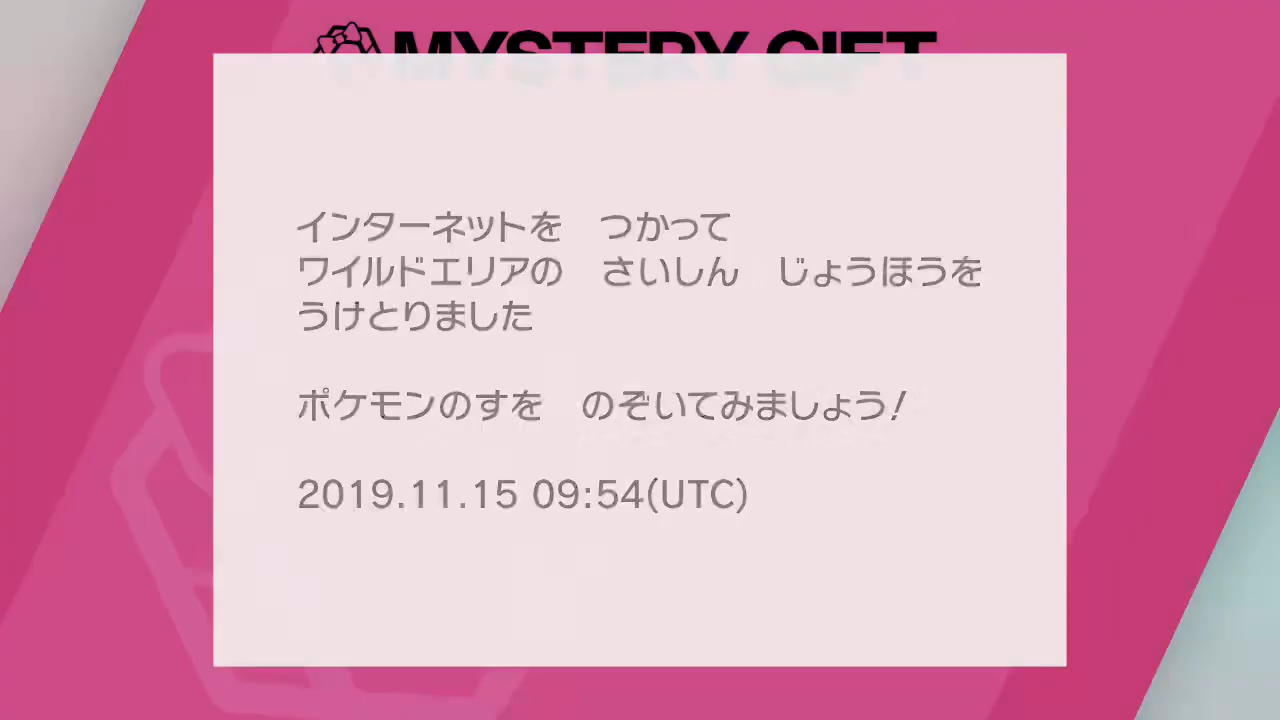 MYSTERY GIFT
インターネットを　つかって
ワイルドエリアの　さいしん　じょうほうを
うけとりました
ポケモンのすを　のぞいてみましょう!
2019.11.15 09:54(UTC)